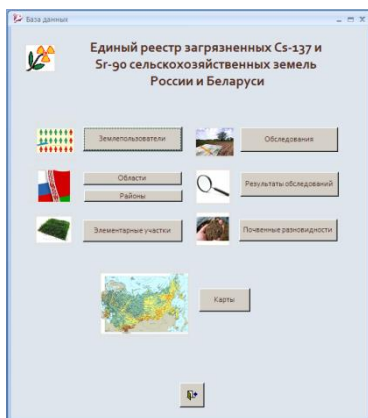 База данных
Единый реестр загрязненных Cs-137 и
Sr-90 сельскохозяйственных земель
России и Беларуси
Землепользователи
Обследования
Области
Районы
Результаты обследований
Элементарные участки
Почвенные разновидности
Карты